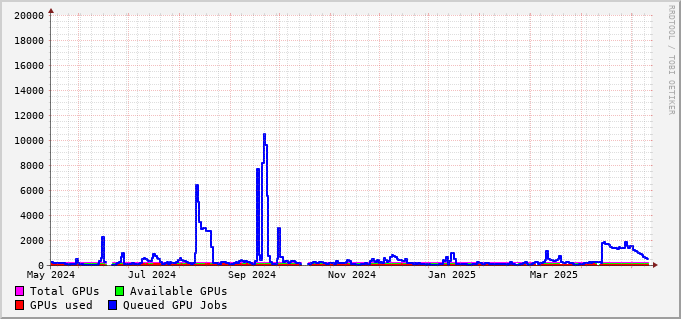 20000
18000
16000
14000
12000
10000
8000
6000
4000
2000
0
May 2024 Jul 2024 Sep 2024 Nov 2024 Jan 2025 Mar 2025
Total GPUs Available GPUs
GPUs used Queued GPU Jobs
RRDTOOL / TOBI OETIKER